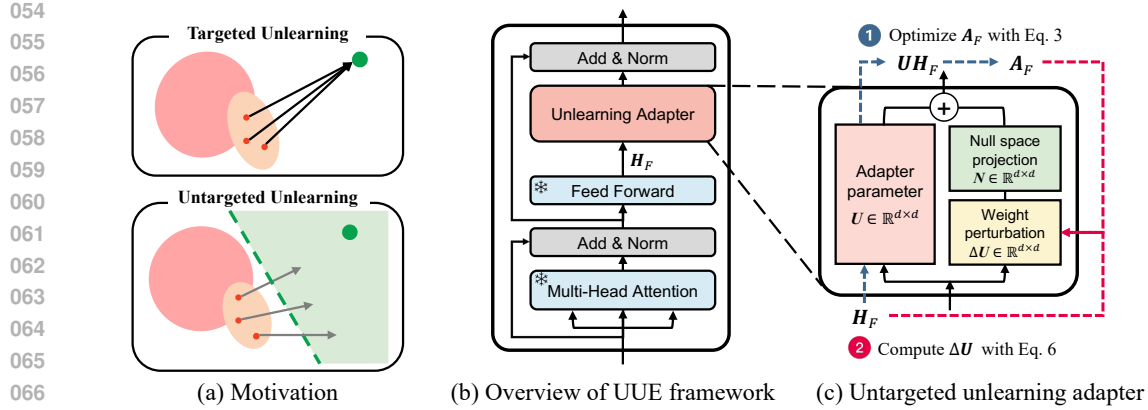 054
055
056
057
058
059
060
061
062
063
064
065
066
Targeted Unlearning
Untargeted Unlearning
(a) Motivation
Add & Norm
Unlearning Adapter
H_F
Feed Forward
Add & Norm
Multi-Head Attention
(b) Overview of UUE framework
1 Optimize A_F with Eq. 3
UH_F
A_F
+
Adapter
parameter
U ∈ ℝ^{d×d}
Null space
projection
N ∈ ℝ^{d×d}
Weight
perturbation
ΔU ∈ ℝ^{d×d}
H_F
2 Compute ΔU with Eq. 6
(c) Untargeted unlearning adapter